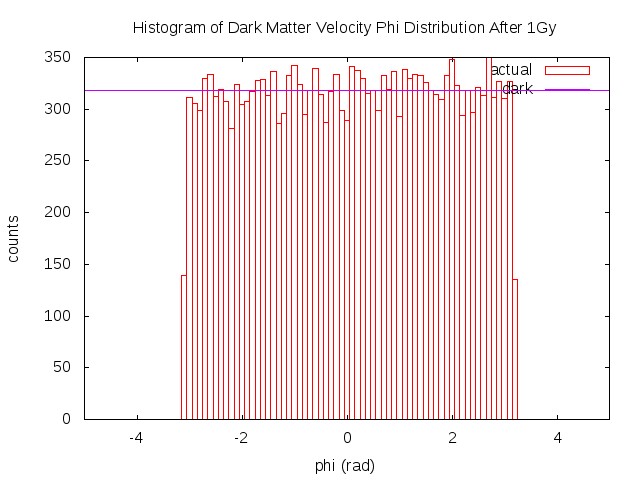 Histogram of Dark Matter Velocity Phi Distribution After 1Gy
350
300
250
200
150
100
50
0
-4 -2 0 2 4
counts
phi (rad)
actual
dark